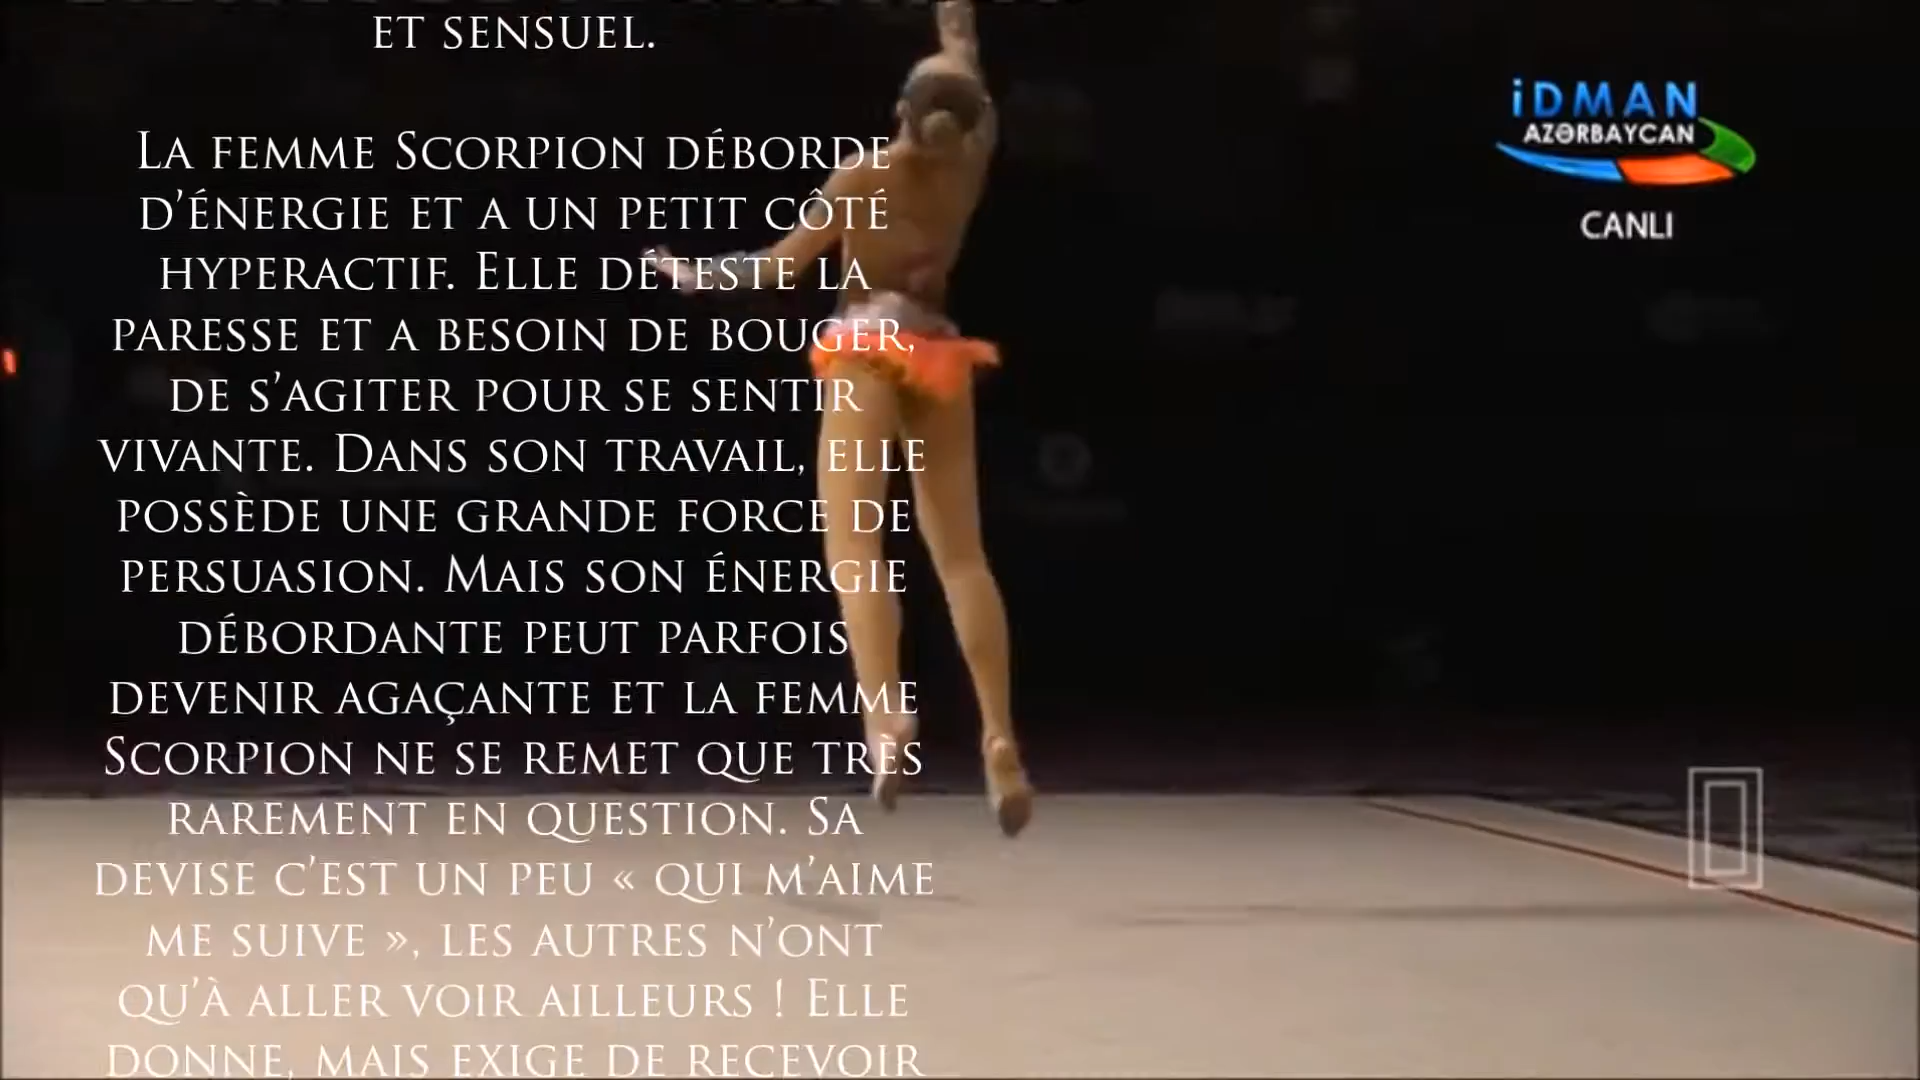 ET SENSUEL.
LA FEMME SCORPION DÉBORDE
D’ÉNERGIE ET A UN PETIT CÔTÉ
HYPERACTIF. ELLE DÉTESTE LA
PARESSE ET A BESOIN DE BOUGER,
DE S’AGITER POUR SE SENTIR
VIVANTE. DANS SON TRAVAIL, ELLE
POSSÈDE UNE GRANDE FORCE DE
PERSUASION. MAIS SON ÉNERGIE
DÉBORDANTE PEUT PARFOIS
DEVENIR AGAÇANTE ET LA FEMME
SCORPION NE SE REMET QUE TRÈS
RAREMENT EN QUESTION. SA
DEVISE C’EST UN PEU « QUI M’AIME
ME SUIVE », LES AUTRES N’ONT
QU’À ALLER VOIR AILLEURS ! ELLE
DONNE, MAIS EXIGE DE RECEVOIR
iDMAN
AZƏRBAYCAN
CANLI